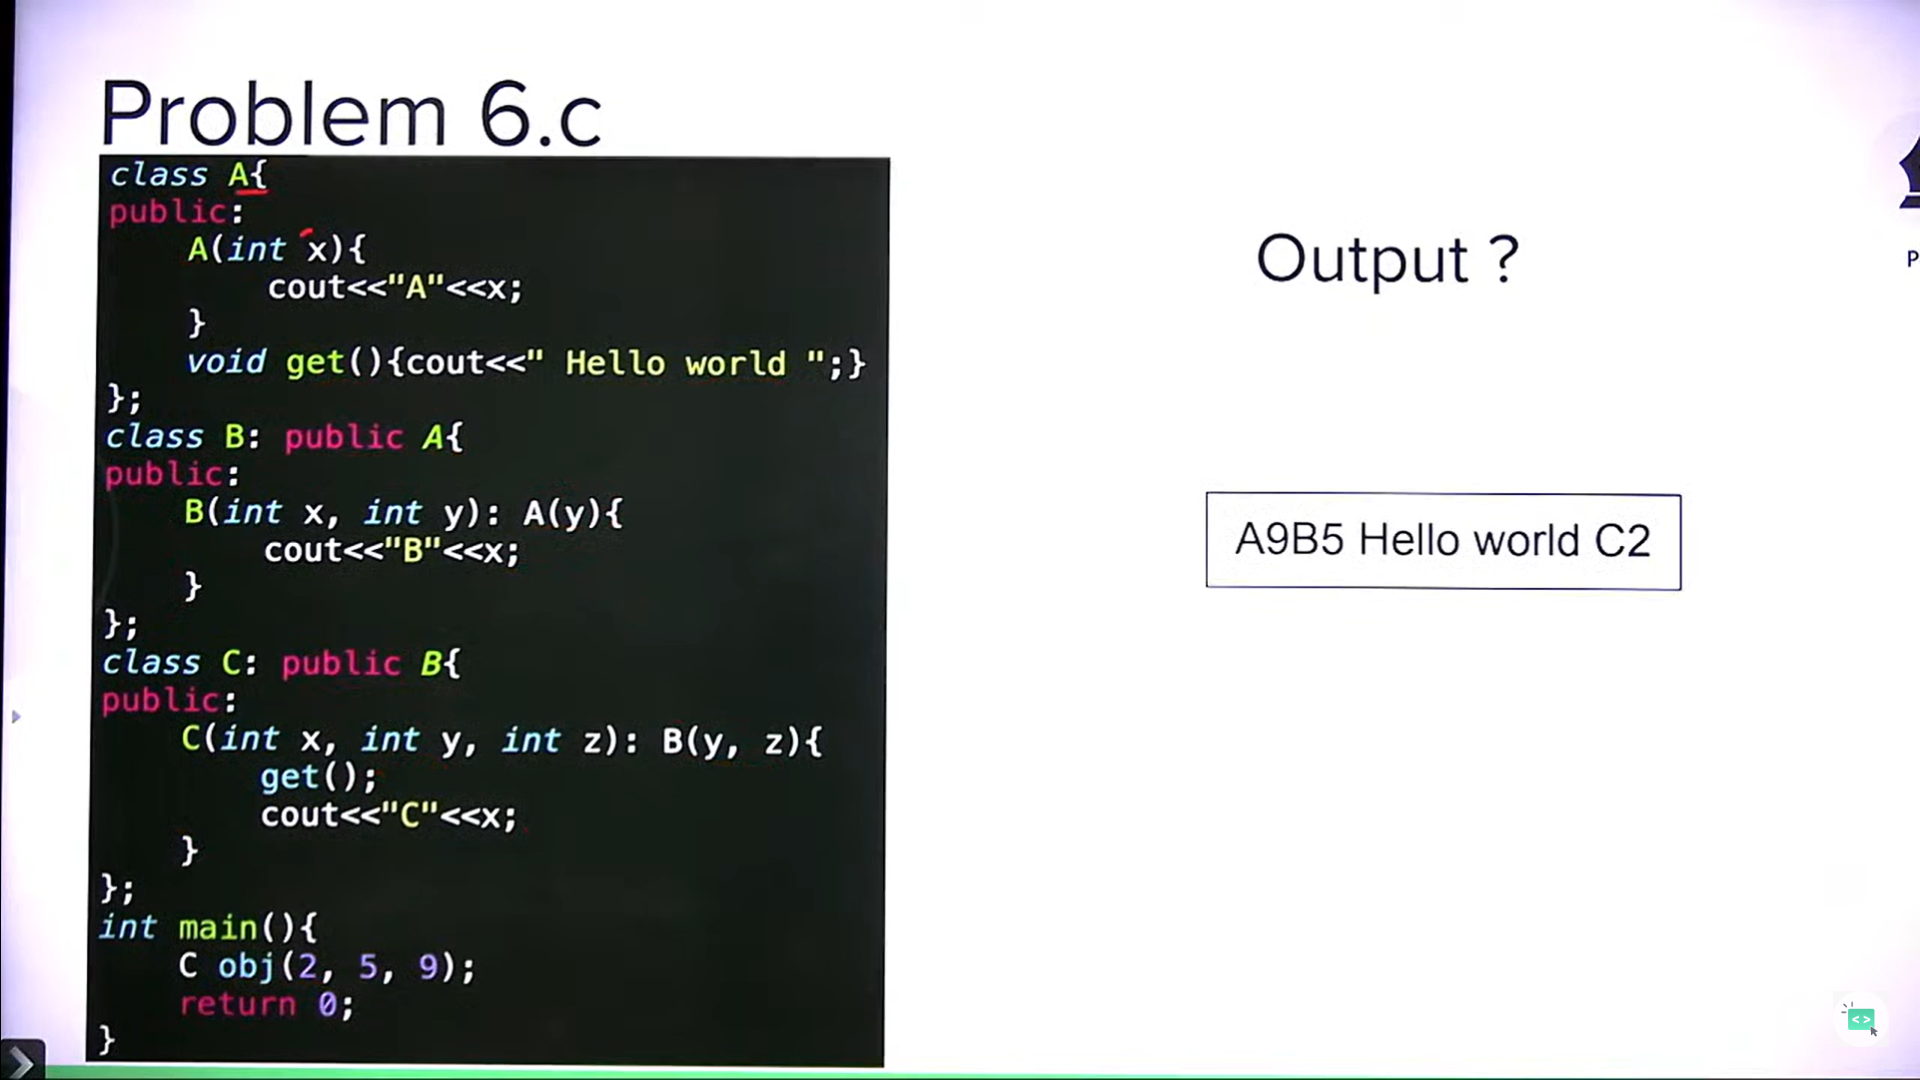 Problem 6.c
class A{
public:
    A(int x){
        cout<<"A"<<x;
    }
    void get(){cout<<" Hello world ";}
};
class B: public A{
public:
    B(int x, int y): A(y){
        cout<<"B"<<x;
    }
};
class C: public B{
public:
    C(int x, int y, int z): B(y, z){
        get();
        cout<<"C"<<x;
    }
};
int main(){
    C obj(2, 5, 9);
    return 0;
}
Output ?
A9B5 Hello world C2
P